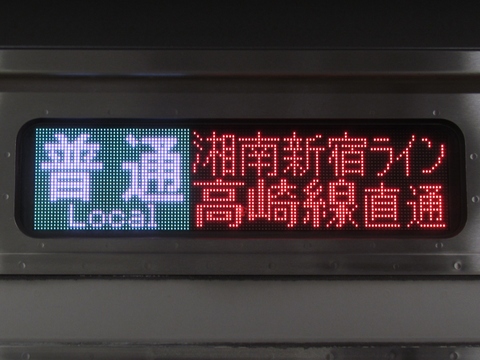 普通
Local
湘南新宿ライン
高崎線直通